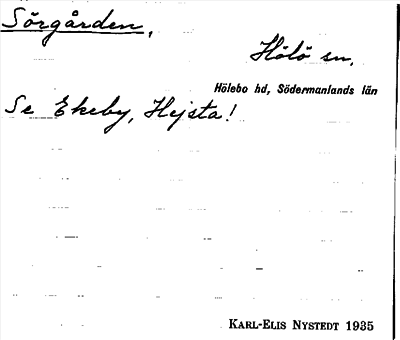 Sörgården,
Hölö sn.
Hölebo hd, Södermanlands län
Se Ekeby, Hejsta!
KARL-ELIS NYSTEDT 1935